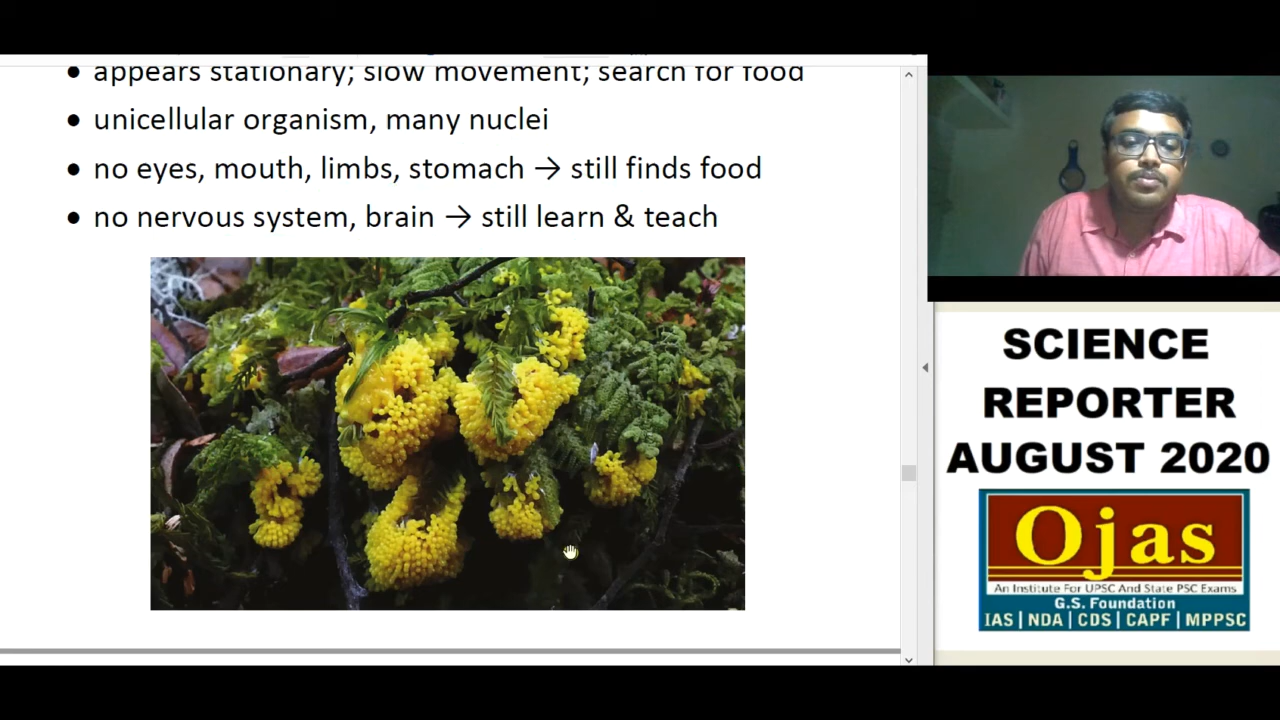 • appears stationary; slow movement; search for food
• unicellular organism, many nuclei
• no eyes, mouth, limbs, stomach → still finds food
• no nervous system, brain → still learn & teach
SCIENCE
REPORTER
AUGUST 2020
Ojas
An Institute For UPSC And State PSC Exams
G.S. Foundation
IAS | NDA | CDS | CAPF | MPPSC